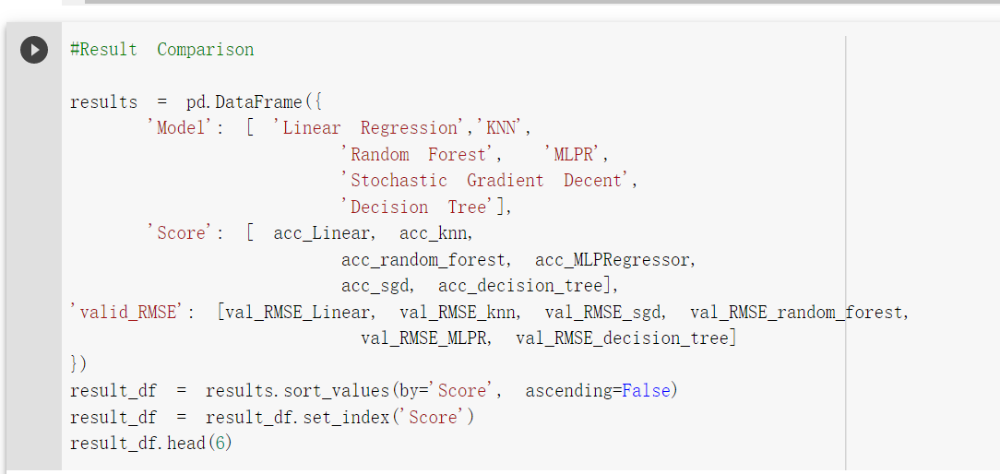 #Result Comparison
results = pd.DataFrame({
'Model': [ 'Linear Regression','KNN',
'Random Forest', 'MLPR',
'Stochastic Gradient Decent',
'Decision Tree'],
'Score': [ acc_Linear, acc_knn,
acc_random_forest, acc_MLPRegressor,
acc_sgd, acc_decision_tree],
'valid_RMSE': [val_RMSE_Linear, val_RMSE_knn, val_RMSE_sgd, val_RMSE_random_forest,
val_RMSE_MLPR, val_RMSE_decision_tree]
})
result_df = results.sort_values(by='Score', ascending=False)
result_df = result_df.set_index('Score')
result_df.head(6)